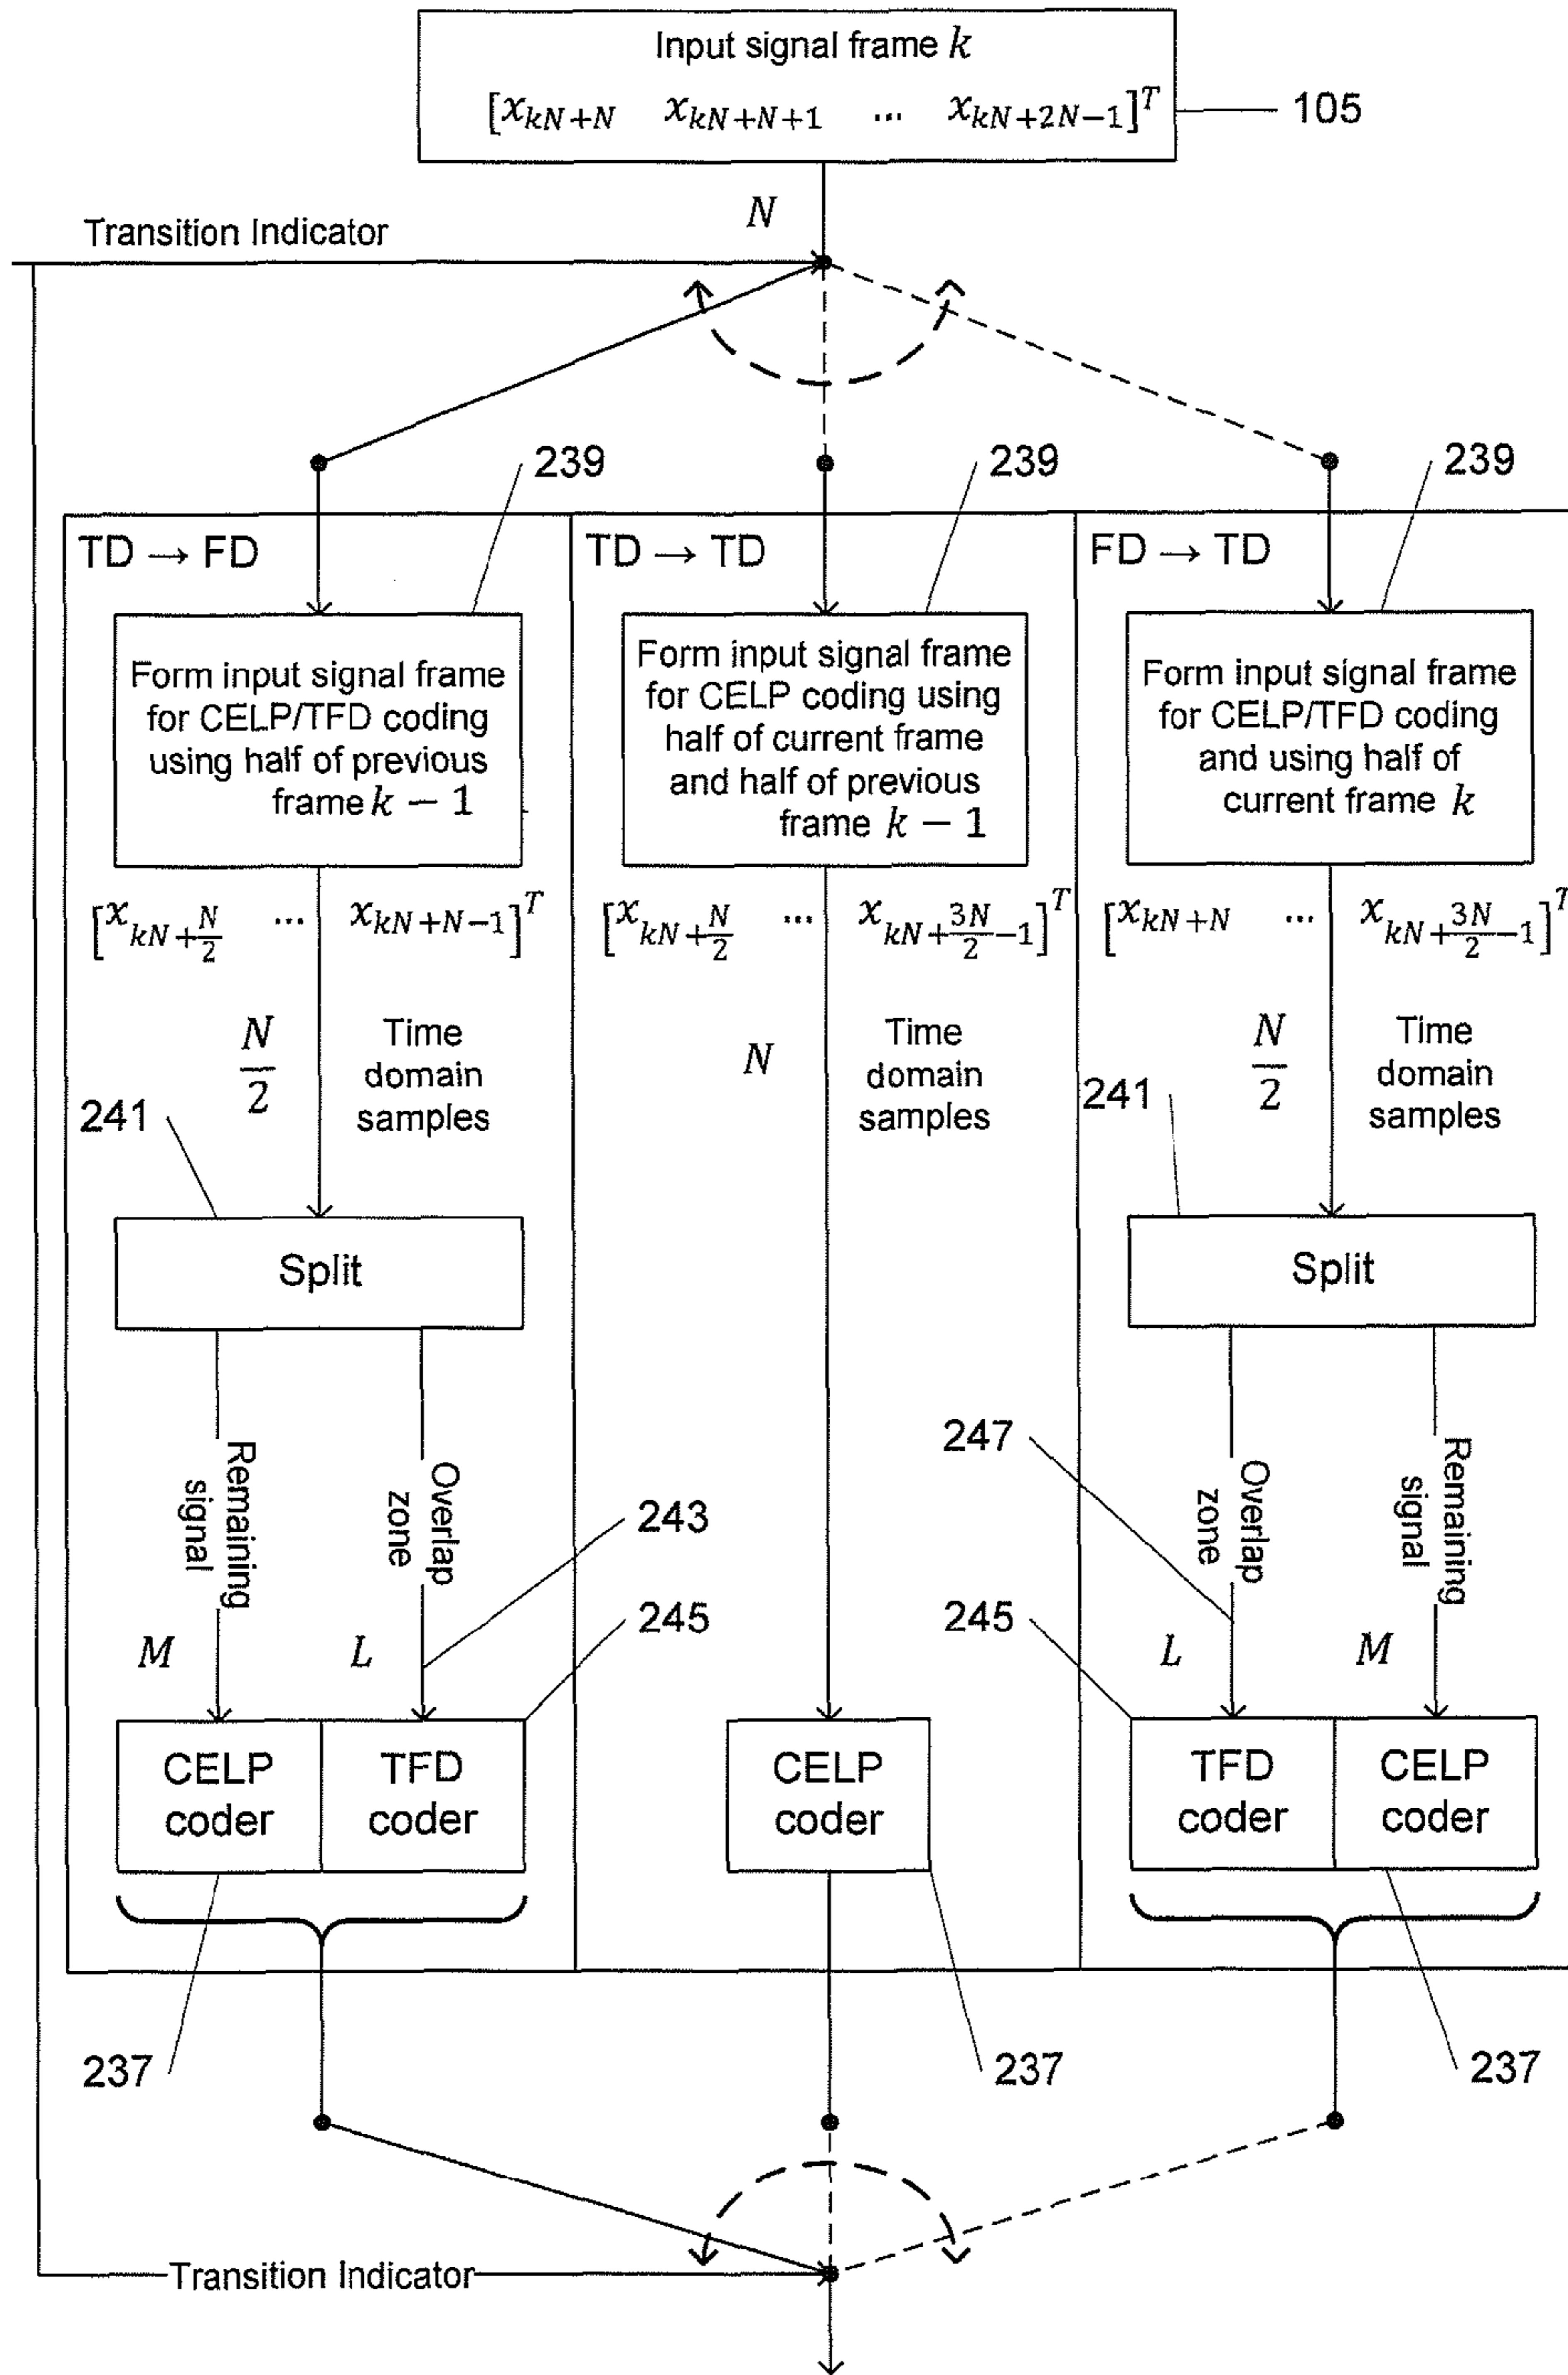 Input signal frame k
[x_{kN+N} x_{kN+N+1} ... x_{kN+2N-1}]^T
105
N
Transition Indicator
239
239
239
TD → FD
TD → TD
FD → TD
Form input signal frame
for CELP/TFD coding
using half of previous
frame k − 1
Form input signal frame
for CELP coding using
half of current frame
and half of previous
frame k − 1
Form input signal frame
for CELP/TFD coding
and using half of
current frame k
[x_{kN+\frac{N}{2}} ... x_{kN+N-1}]^T
[x_{kN+\frac{N}{2}} ... x_{kN+\frac{3N}{2}-1}]^T
[x_{kN+N} ... x_{kN+\frac{3N}{2}-1}]^T
\frac{N}{2}
Time
domain
samples
N
Time
domain
samples
\frac{N}{2}
Time
domain
samples
241
241
Split
Split
Remaining
signal
Overlap
zone
243
247
Overlap
zone
Remaining
signal
245
245
M
L
L
M
CELP
coder
TFD
coder
CELP
coder
TFD
coder
CELP
coder
237
237
237
Transition Indicator